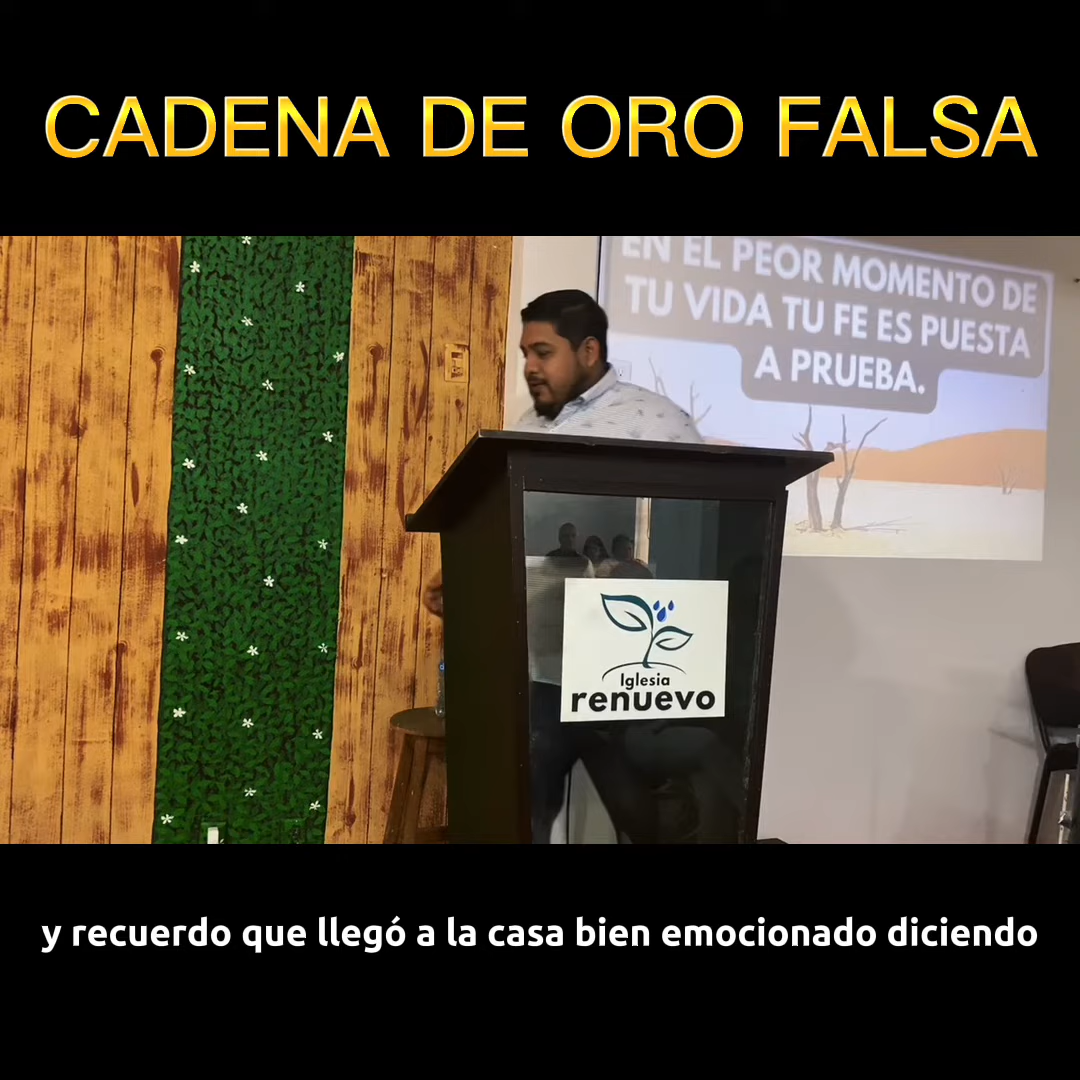 CADENA DE ORO FALSA
EN EL PEOR MOMENTO DE
TU VIDA TU FE ES PUESTA
A PRUEBA.
Iglesia
renuevo
y recuerdo que llegó a la casa bien emocionado diciendo